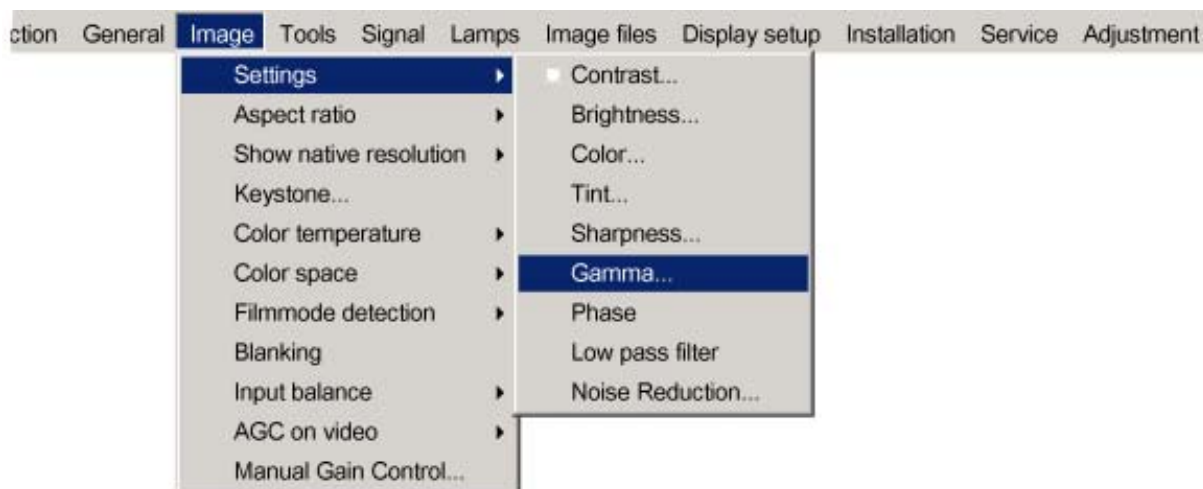 ction General Image Tools Signal Lamps Image files Display setup Installation Service Adjustment
Settings
Aspect ratio
Show native resolution
Keystone...
Color temperature
Color space
Filmmode detection
Blanking
Input balance
AGC on video
Manual Gain Control...
Contrast...
Brightness...
Color...
Tint...
Sharpness...
Gamma...
Phase
Low pass filter
Noise Reduction...